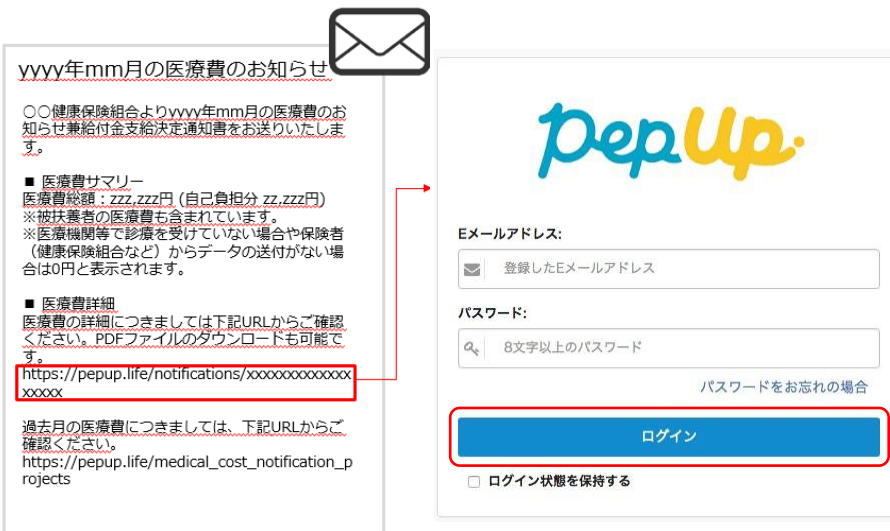 yyyy年mm月の医療費のお知らせ
〇〇健康保険組合よりyyyy年mm月の医療費のお
知らせ兼給付金支給決定通知書をお送りいたしま
す。
■ 医療費サマリー
医療費総額：zzz,zzz円 (自己負担分 zz,zzz円)
※被扶養者の医療費も含まれています。
※医療機関等で診療を受けていない場合や保険者
（健康保険組合など）からデータの送付がない場
合は0円と表示されます。
■ 医療費詳細
医療費の詳細につきましては下記URLからご確認
ください。PDFファイルのダウンロードも可能で
す。
https://pepup.life/notifications/xxxxxxxxxxxxx
xxxxx
過去月の医療費につきましては、下記URLからご
確認ください。
https://pepup.life/medical_cost_notification_p
rojects
pepUp.
Eメールアドレス:
登録したEメールアドレス
パスワード:
8文字以上のパスワード
パスワードをお忘れの場合
ログイン
ログイン状態を保持する